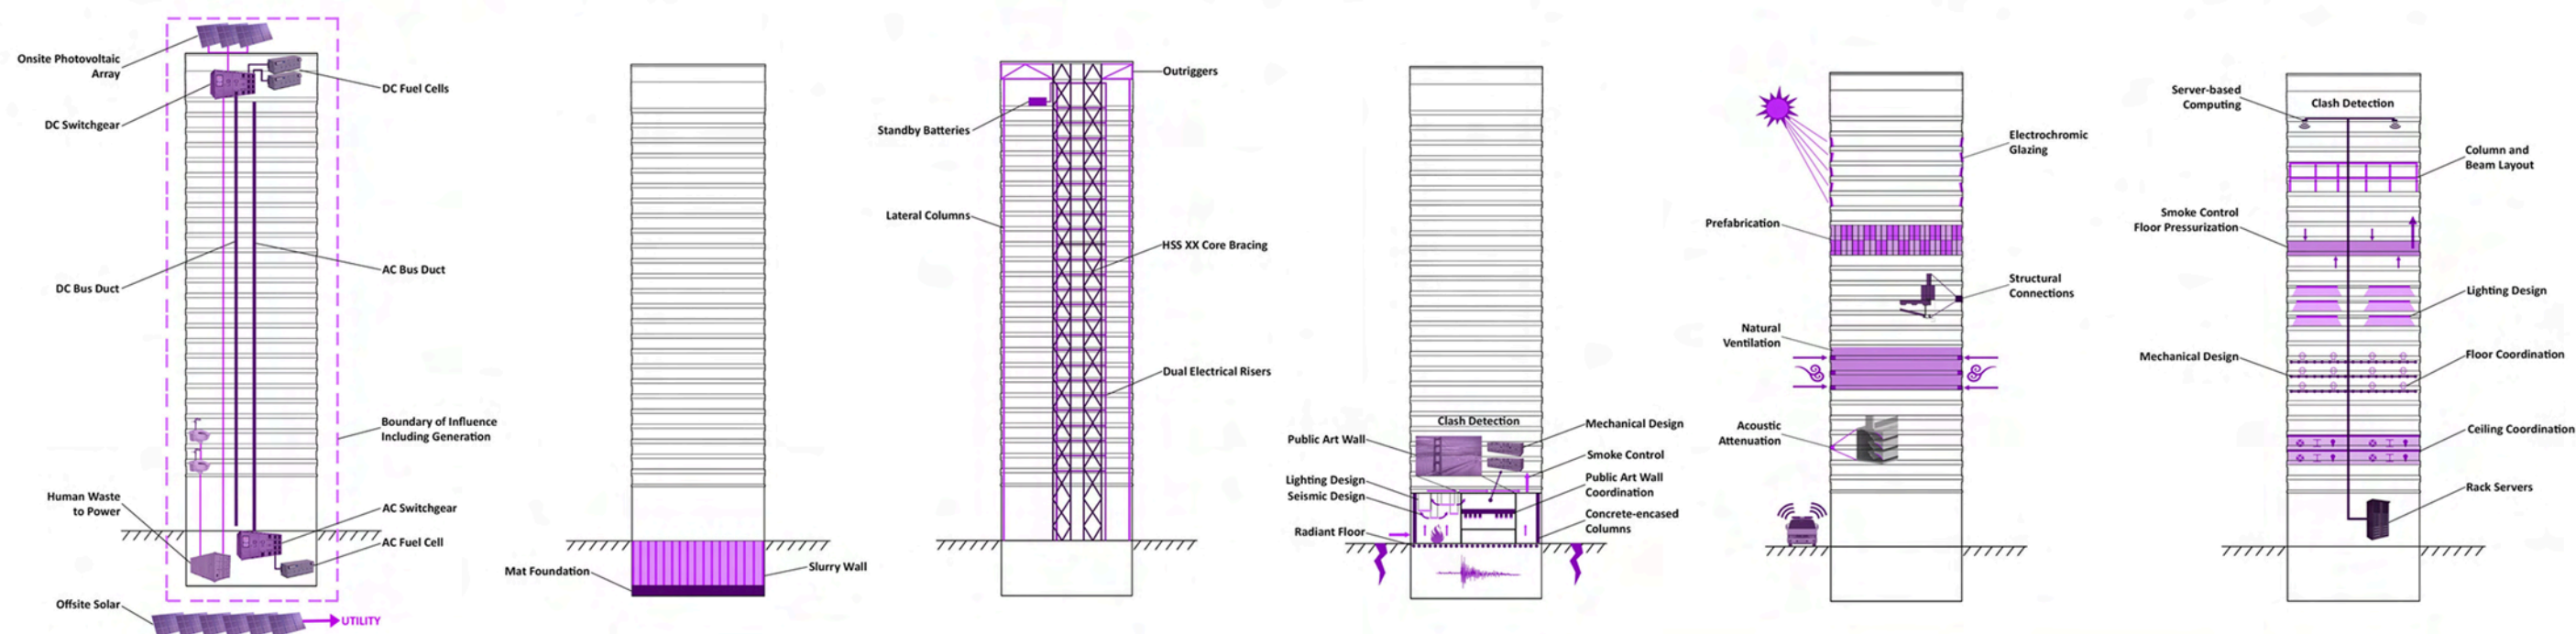 Onsite Photovoltaic
Array
DC Fuel Cells
DC Switchgear
AC Bus Duct
DC Bus Duct
Boundary of Influence
Including Generation
Human Waste
to Power
AC Switchgear
AC Fuel Cell
Offsite Solar
UTILITY
Mat Foundation
Slurry Wall
Outriggers
Standby Batteries
Lateral Columns
HSS XX Core Bracing
Dual Electrical Risers
Clash Detection
Public Art Wall
Mechanical Design
Smoke Control
Lighting Design
Public Art Wall
Coordination
Seismic Design
Concrete-encased
Columns
Radiant Floor
Electrochromic
Glazing
Prefabrication
Structural
Connections
Natural
Ventilation
Acoustic
Attenuation
Server-based
Computing
Clash Detection
Column and
Beam Layout
Smoke Control
Floor Pressurization
Lighting Design
Mechanical Design
Floor Coordination
Ceiling Coordination
Rack Servers